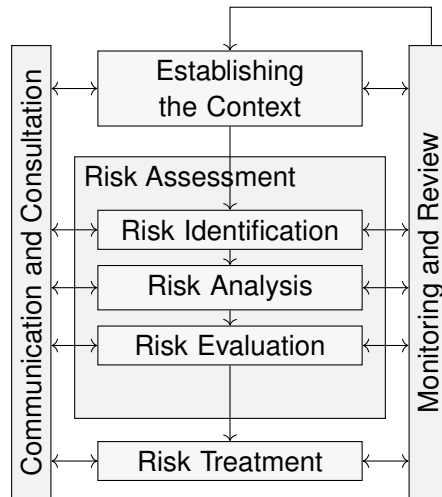 Communication and Consultation
Establishing
the Context
Risk Assessment
Risk Identification
Risk Analysis
Risk Evaluation
Risk Treatment
Monitoring and Review